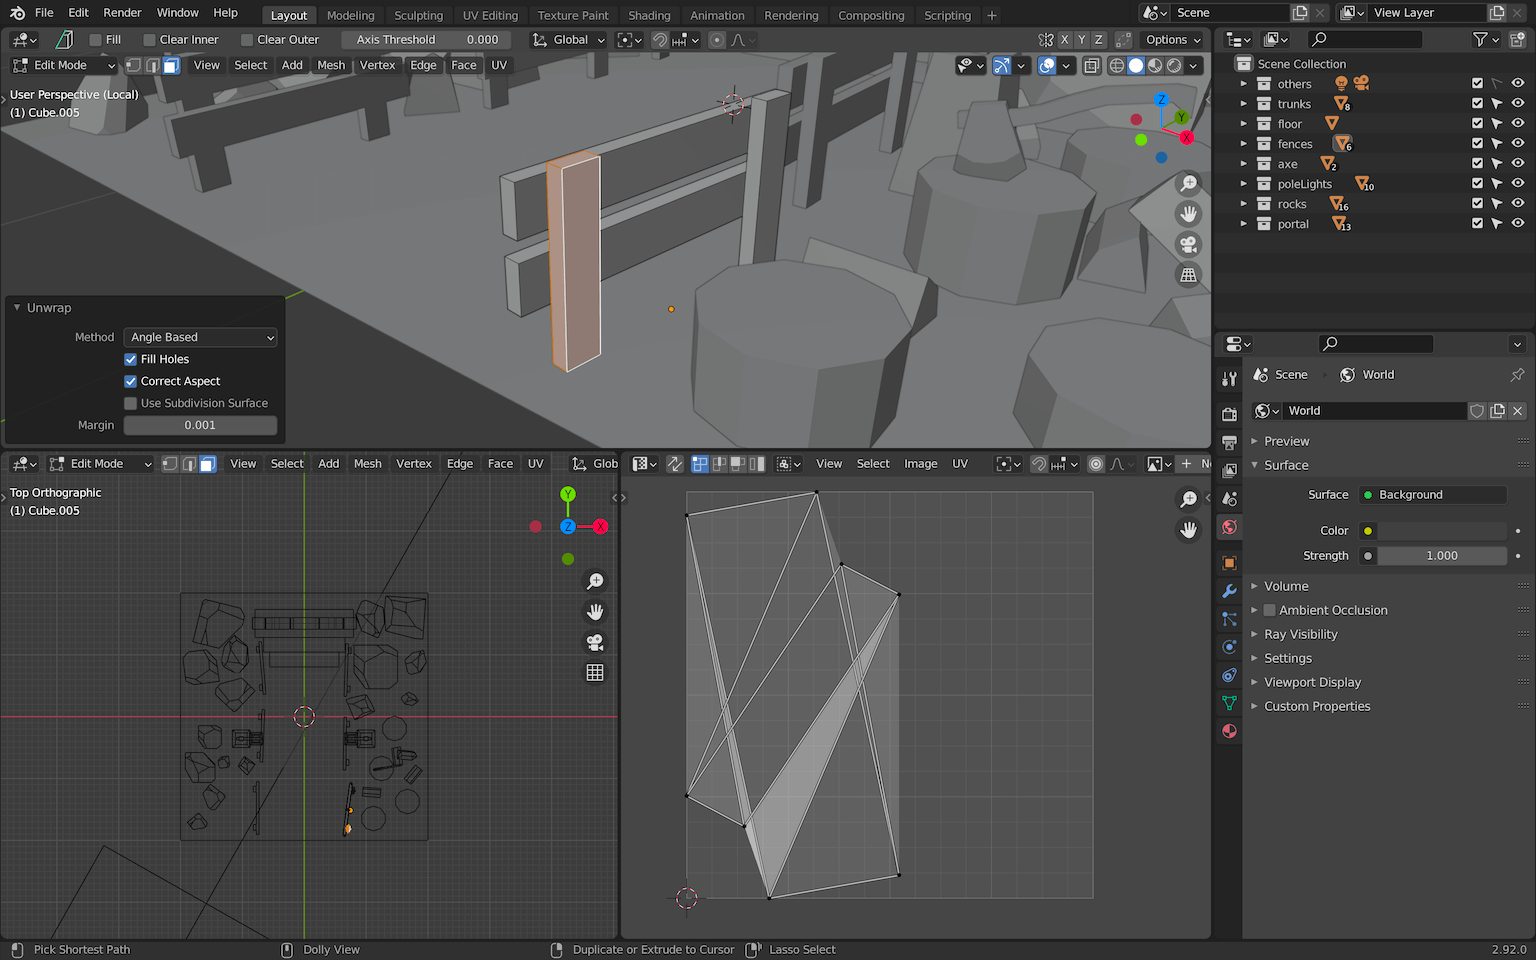 File Edit Render Window Help Layout Modeling Sculpting UV Editing Texture Paint Shading Animation Rendering Compositing Scripting + Scene View Layer
Fill Clear Inner Clear Outer Axis Threshold 0.000 Global X Y Z Options
Edit Mode View Select Add Mesh Vertex Edge Face UV
User Perspective (Local)
(1) Cube.005
Z
Y
X
Unwrap
Method Angle Based
Fill Holes
Correct Aspect
Use Subdivision Surface
Margin 0.001
Scene Collection
others
trunks 8
floor
fences 6
axe 2
poleLights 10
rocks 16
portal 13
Scene World
World
Preview
Surface
Surface Background
Color
Strength 1.000
Volume
Ambient Occlusion
Ray Visibility
Settings
Viewport Display
Custom Properties
Edit Mode View Select Add Mesh Vertex Edge Face UV Glob
Top Orthographic
(1) Cube.005
Y
Z
X
View Select Image UV + N
Pick Shortest Path Dolly View Duplicate or Extrude to Cursor Lasso Select 2.92.0